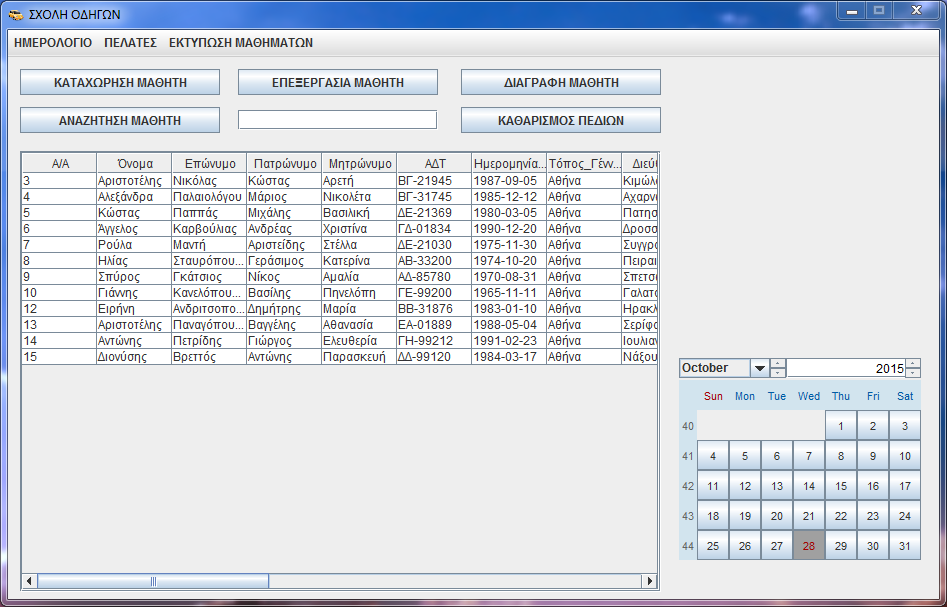 ΣΧΟΛΗ ΟΔΗΓΩΝ
ΗΜΕΡΟΛΟΓΙΟ ΠΕΛΑΤΕΣ ΕΚΤΥΠΩΣΗ ΜΑΘΗΜΑΤΩΝ
ΚΑΤΑΧΩΡΗΣΗ ΜΑΘΗΤΗ ΕΠΕΞΕΡΓΑΣΙΑ ΜΑΘΗΤΗ ΔΙΑΓΡΑΦΗ ΜΑΘΗΤΗ
ΑΝΑΖΗΤΗΣΗ ΜΑΘΗΤΗ ΚΑΘΑΡΙΣΜΟΣ ΠΕΔΙΩΝ
Α/Α Όνομα Επώνυμο Πατρώνυμο Μητρώνυμο ΑΔΤ Ημερομηνία... Τόπος_Γένν... Διεύ
3 Αριστοτέλης Νικόλας Κώστας Αρετή ΒΓ-21945 1987-09-05 Αθήνα Κιμώλ
4 Αλεξάνδρα Παλαιολόγου Μάριος Νικολέτα ΒΓ-31745 1985-12-12 Αθήνα Αχαρν
5 Κώστας Παππάς Μιχάλης Βασιλική ΔΕ-21369 1980-03-05 Αθήνα Πατησ
6 Άγγελος Καρβούλιας Ανδρέας Χριστίνα ΓΔ-01834 1990-12-20 Αθήνα Δροσσ
7 Ρούλα Μαντή Αριστείδης Στέλλα ΔΕ-21030 1975-11-30 Αθήνα Συγγρ
8 Ηλίας Σταυρόπου... Γεράσιμος Κατερίνα ΑΒ-33200 1974-10-20 Αθήνα Πειραι
9 Σπύρος Γκάτσιος Νίκος Αμαλία ΑΔ-85780 1970-08-31 Αθήνα Σπετσ
10 Γιάννης Κανελόπου... Βασίλης Πηνελόπη ΓΕ-99200 1965-11-11 Αθήνα Γαλατ
12 Ειρήνη Ανδριτσοπο... Δημήτρης Μαρία ΒΒ-31876 1983-01-10 Αθήνα Ηρακλ
13 Αριστοτέλης Παναγόπου... Βαγγέλης Αθανασία ΕΑ-01889 1988-05-04 Αθήνα Σερίφο
14 Αντώνης Πετρίδης Γιώργος Ελευθερία ΓΗ-99212 1991-02-23 Αθήνα Ιουλια
15 Διονύσης Βρεττός Αντώνης Παρασκευή ΔΔ-99120 1984-03-17 Αθήνα Νάξου
October 2015
Sun Mon Tue Wed Thu Fri Sat
40 1 2 3
41 4 5 6 7 8 9 10
42 11 12 13 14 15 16 17
43 18 19 20 21 22 23 24
44 25 26 27 28 29 30 31